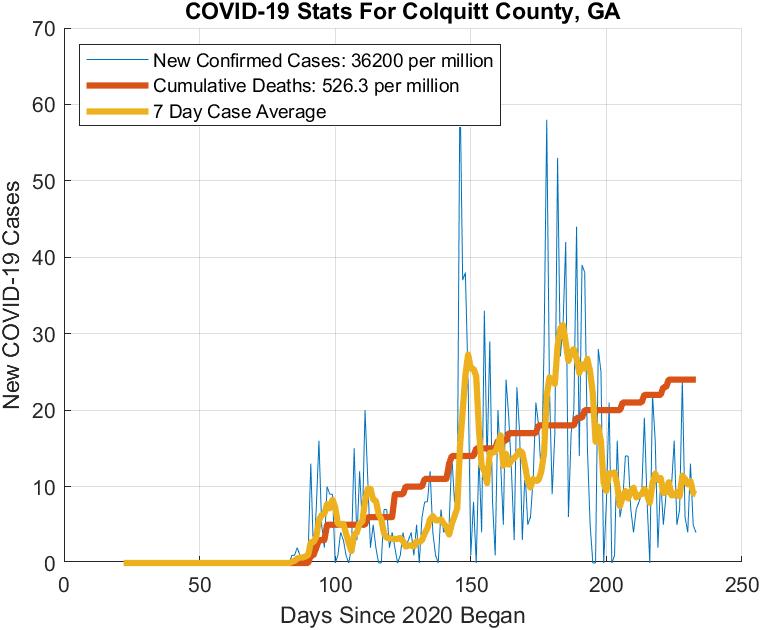 COVID-19 Stats For Colquitt County, GA
New Confirmed Cases: 36200 per million
Cumulative Deaths: 526.3 per million
7 Day Case Average
New COVID-19 Cases
70
60
50
40
30
20
10
0
0 50 100 150 200 250
Days Since 2020 Began